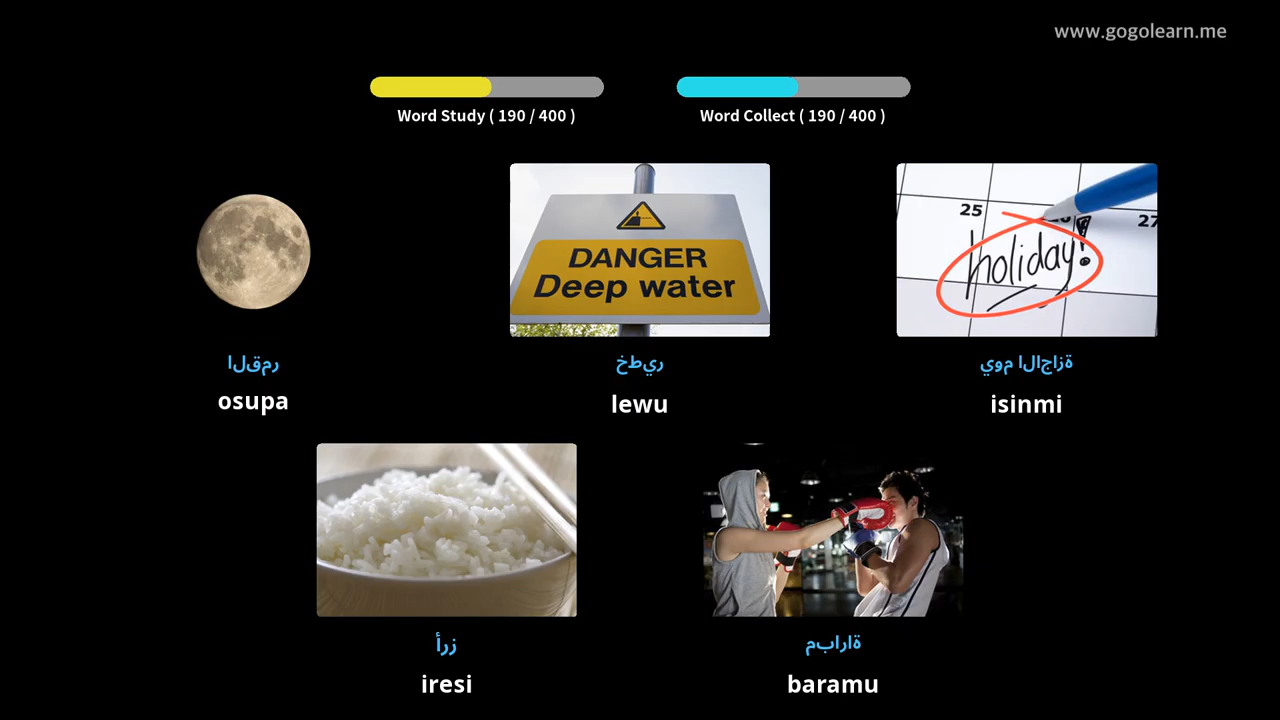 www.gogolearn.me
Word Study ( 190 / 400 )
Word Collect ( 190 / 400 )
القمر
osupa
DANGER
Deep water
خطير
lewu
25 27
holiday!
يوم الاجازة
isinmi
أرز
iresi
مباراة
baramu